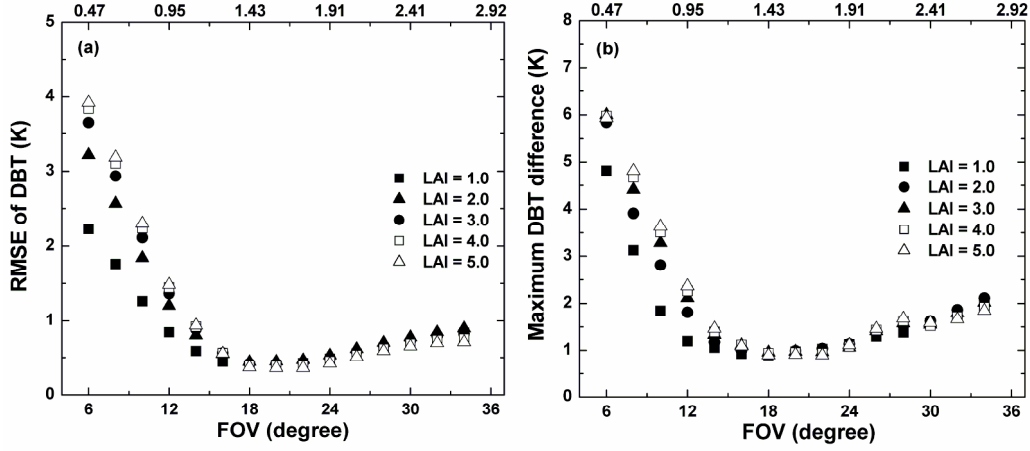 0.47 0.95 1.43 1.91 2.41 2.92
(a)
5
4
3
2
1
0
RMSE of DBT (K)
LAI = 1.0
LAI = 2.0
LAI = 3.0
LAI = 4.0
LAI = 5.0
6 12 18 24 30 36
FOV (degree)
0.47 0.95 1.43 1.91 2.41 2.92
(b)
8
7
6
5
4
3
2
1
0
Maximum DBT difference (K)
LAI = 1.0
LAI = 2.0
LAI = 3.0
LAI = 4.0
LAI = 5.0
6 12 18 24 30 36
FOV (degree)